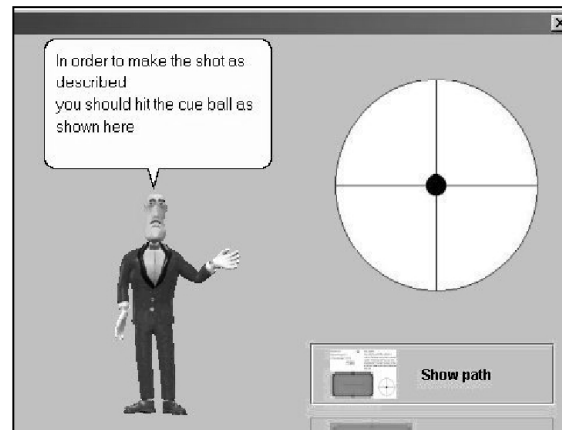 In order to make the shot as
described
you should hit the cue ball as
shown here
Show path